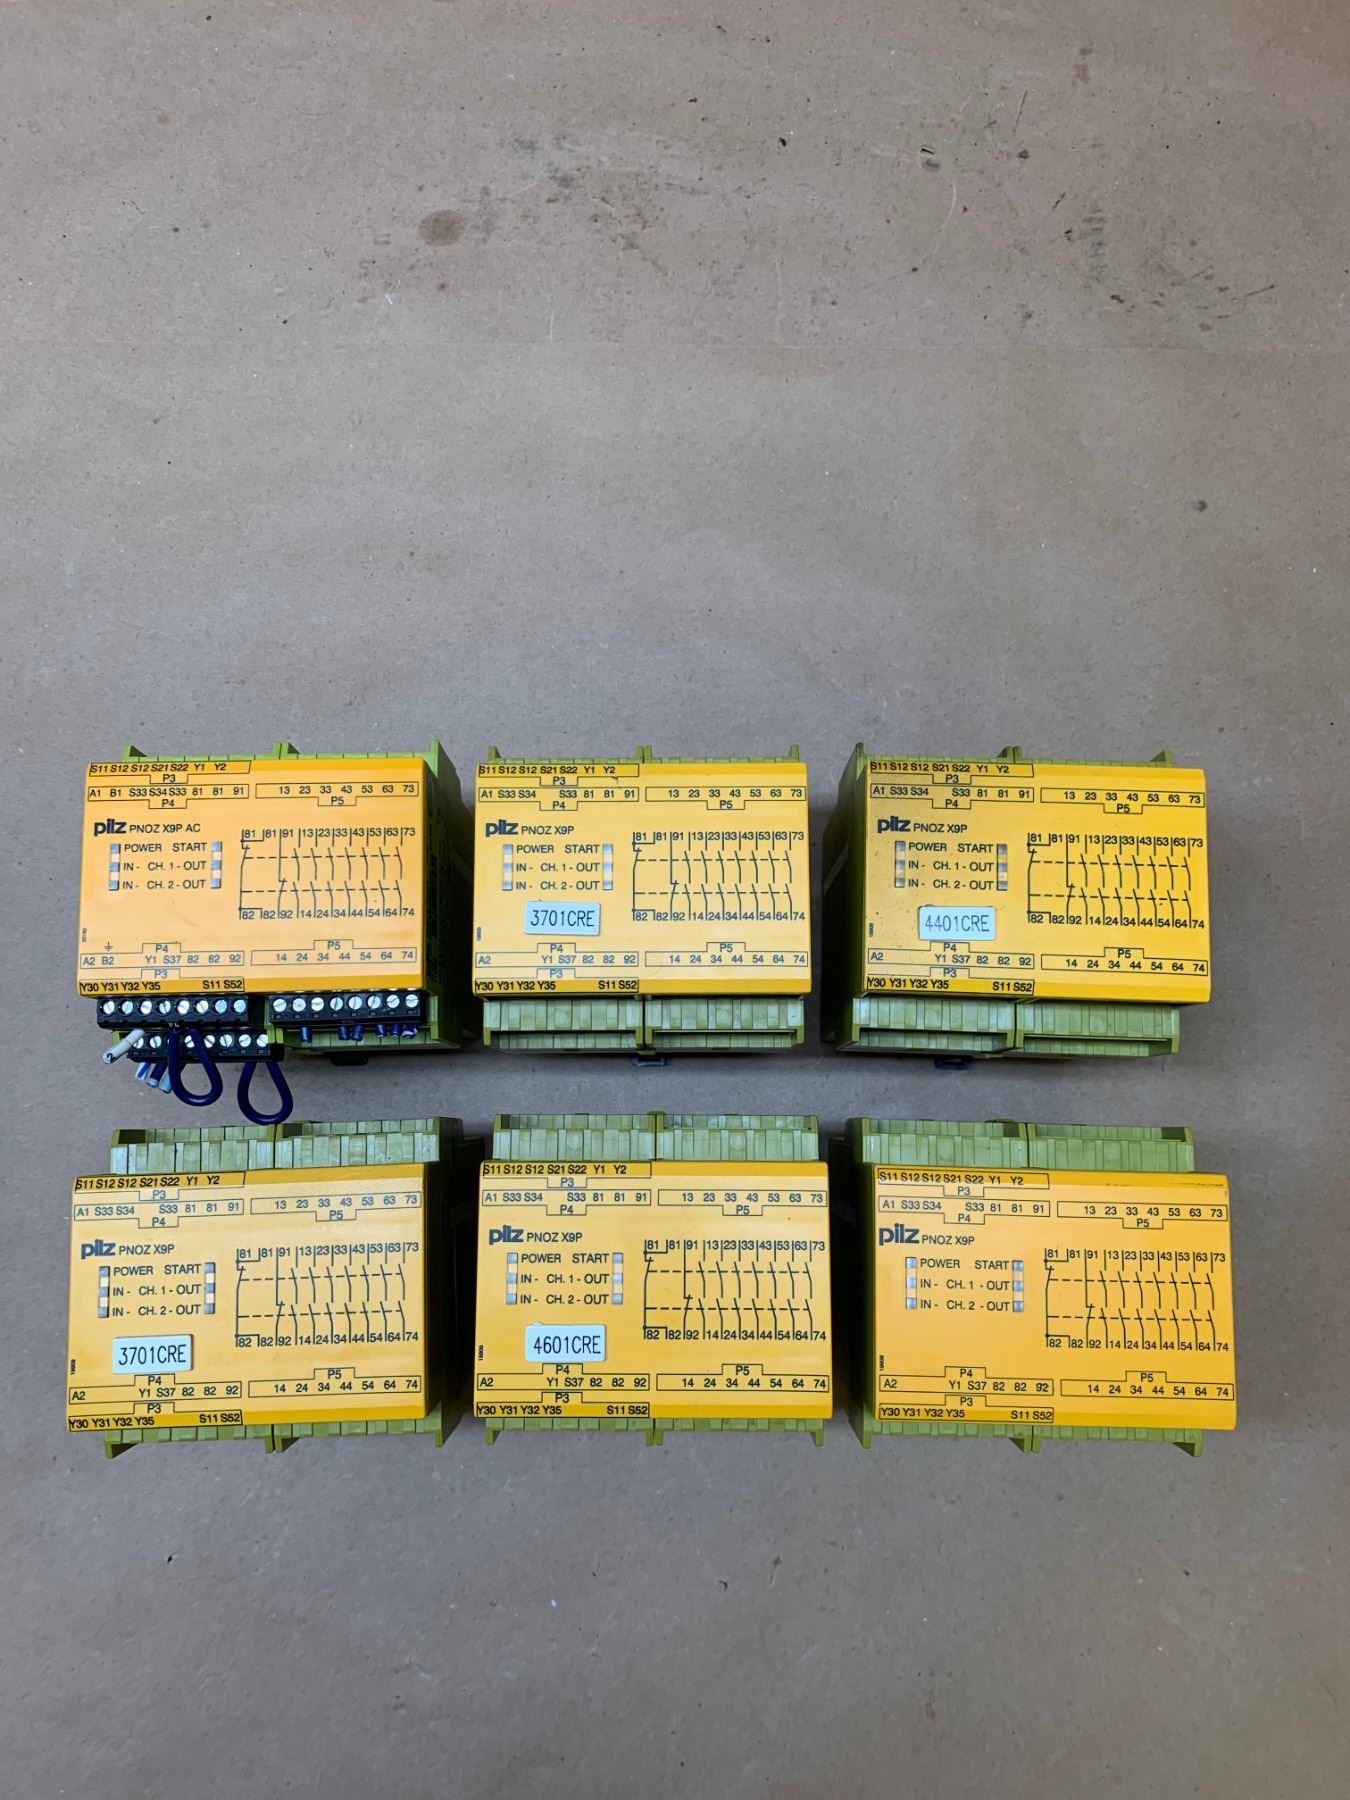 S11 S12 S12 S21 S22 Y1 Y2
P3
A1 B1 S33 S34 S33 81 81 91 13 23 33 43 53 63 73
P4 P5
pilz PNOZ X9P AC
POWER START
IN - CH. 1 - OUT
IN - CH. 2 - OUT
81 81 91 13 23 33 43 53 63 73
82 82 92 14 24 34 44 54 64 74
P4 P5
A2 B2 Y1 S37 82 82 92 14 24 34 44 54 64 74
P3
Y30 Y31 Y32 Y35 S11 S52
S11 S12 S12 S21 S22 Y1 Y2
P3
A1 S33 S34 S33 81 81 91 13 23 33 43 53 63 73
P4 P5
pilz PNOZ X9P
POWER START
IN - CH. 1 - OUT
IN - CH. 2 - OUT
81 81 91 13 23 33 43 53 63 73
82 82 92 14 24 34 44 54 64 74
3701CRE
P4 P5
A2 Y1 S37 82 82 92 14 24 34 44 54 64 74
P3
Y30 Y31 Y32 Y35 S11 S52
S11 S12 S12 S21 S22 Y1 Y2
P3
A1 S33 S34 S33 81 81 91 13 23 33 43 53 63 73
P4 P5
pilz PNOZ X9P
POWER START
IN - CH. 1 - OUT
IN - CH. 2 - OUT
81 81 91 13 23 33 43 53 63 73
82 82 92 14 24 34 44 54 64 74
4401CRE
P4 P5
A2 Y1 S37 82 82 92 14 24 34 44 54 64 74
P3
Y30 Y31 Y32 Y35 S11 S52
S11 S12 S12 S21 S22 Y1 Y2
P3
A1 S33 S34 S33 81 81 91 13 23 33 43 53 63 73
P4 P5
pilz PNOZ X9P
POWER START
IN - CH. 1 - OUT
IN - CH. 2 - OUT
81 81 91 13 23 33 43 53 63 73
82 82 92 14 24 34 44 54 64 74
3701CRE
P4 P5
A2 Y1 S37 82 82 92 14 24 34 44 54 64 74
P3
Y30 Y31 Y32 Y35 S11 S52
S11 S12 S12 S21 S22 Y1 Y2
P3
A1 S33 S34 S33 81 81 91 13 23 33 43 53 63 73
P4 P5
pilz PNOZ X9P
POWER START
IN - CH. 1 - OUT
IN - CH. 2 - OUT
81 81 91 13 23 33 43 53 63 73
82 82 92 14 24 34 44 54 64 74
4601CRE
P4 P5
A2 Y1 S37 82 82 92 14 24 34 44 54 64 74
P3
Y30 Y31 Y32 Y35 S11 S52
S11 S12 S12 S21 S22 Y1 Y2
P3
A1 S33 S34 S33 81 81 91 13 23 33 43 53 63 73
P4 P5
pilz PNOZ X9P
POWER START
IN - CH. 1 - OUT
IN - CH. 2 - OUT
81 81 91 13 23 33 43 53 63 73
82 82 92 14 24 34 44 54 64 74
P4 P5
A2 Y1 S37 82 82 92 14 24 34 44 54 64 74
P3
Y30 Y31 Y32 Y35 S11 S52